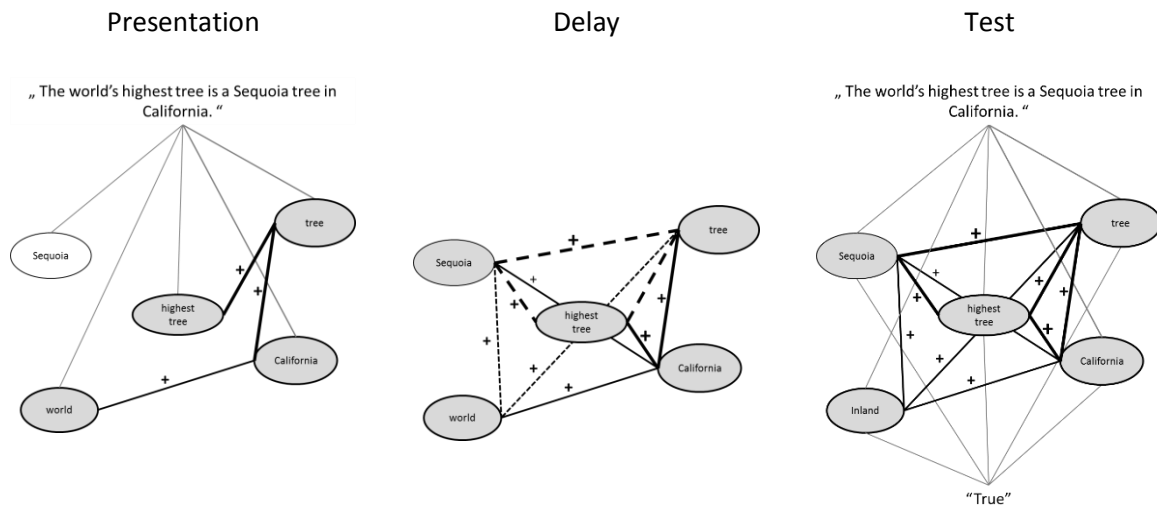 Presentation
Delay
Test
„ The world's highest tree is a Sequoia tree in
California. “
tree
Sequoia
+
+
highest
tree
California
+
world
+
tree
Sequoia
+
+
+
highest
tree
+
+
+
+
California
world
„ The world's highest tree is a Sequoia tree in
California. “
+
tree
Sequoia
+
+
+
highest
tree
+
+
+
+
California
Inland
“True”